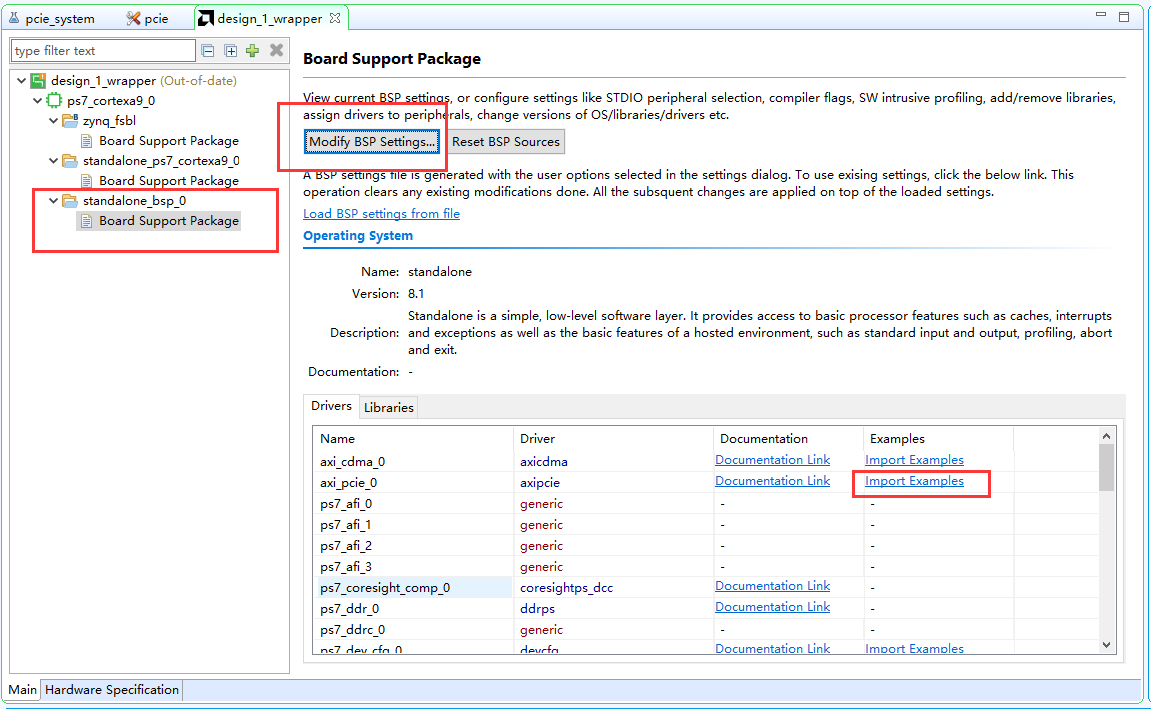 pcie_system pcie design_1_wrapper
type filter text
design_1_wrapper (Out-of-date)
ps7_cortexa9_0
zynq_fsbl
Board Support Package
standalone_ps7_cortexa9_0
Board Support Package
standalone_bsp_0
Board Support Package
Board Support Package
View current BSP settings, or configure settings like STDIO peripheral selection, compiler flags, SW intrusive profiling, add/remove libraries,
assign drivers to peripherals, change versions of OS/libraries/drivers etc.
Modify BSP Settings... Reset BSP Sources
A BSP settings file is generated with the user options selected in the settings dialog. To use exising settings, click the below link. This
operation clears any existing modifications done. All the subsquent changes are applied on top of the loaded settings.
Load BSP settings from file
Operating System
Name: standalone
Version: 8.1
Description: Standalone is a simple, low-level software layer. It provides access to basic processor features such as caches, interrupts
and exceptions as well as the basic features of a hosted environment, such as standard input and output, profiling, abort
and exit.
Documentation: -
Drivers Libraries
Name Driver Documentation Examples
axi_cdma_0 axicdma Documentation Link Import Examples
axi_pcie_0 axipcie Documentation Link Import Examples
ps7_afi_0 generic - -
ps7_afi_1 generic - -
ps7_afi_2 generic - -
ps7_afi_3 generic - -
ps7_coresight_comp_0 coresightps_dcc Documentation Link -
ps7_ddr_0 ddrps Documentation Link -
ps7_ddrc_0 generic - -
ps7_dev_cfg_0 devcfg Documentation Link Import Examples
Main Hardware Specification